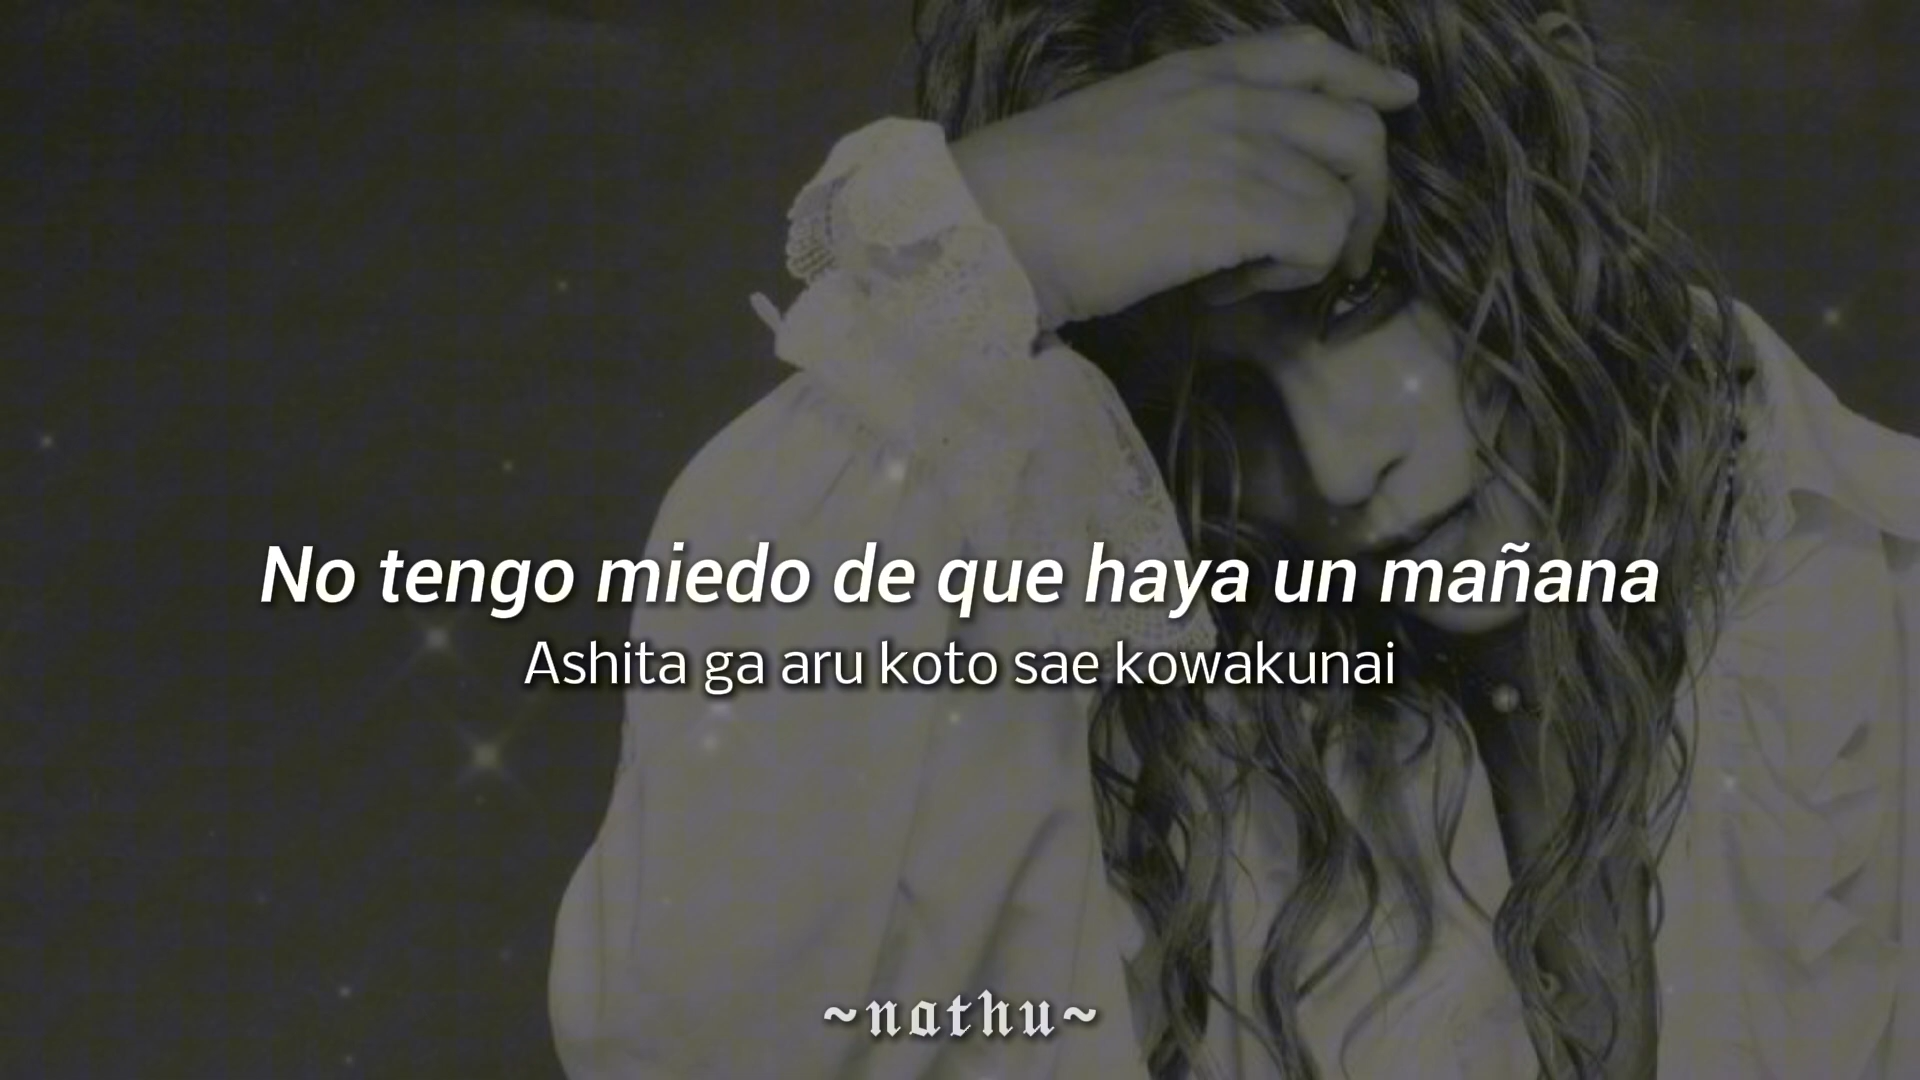 No tengo miedo de que haya un mañana
Ashita ga aru koto sae kowakunai
~nathu~